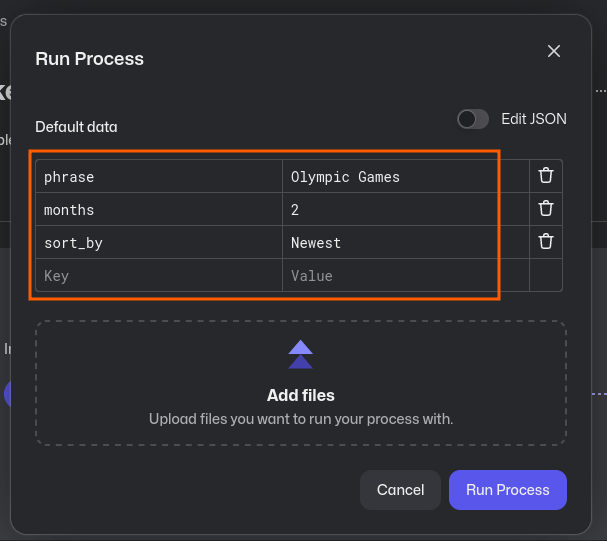 Run Process
Default data
Edit JSON
phrase Olympic Games
months 2
sort_by Newest
Key Value
Add files
Upload files you want to run your process with.
Cancel Run Process